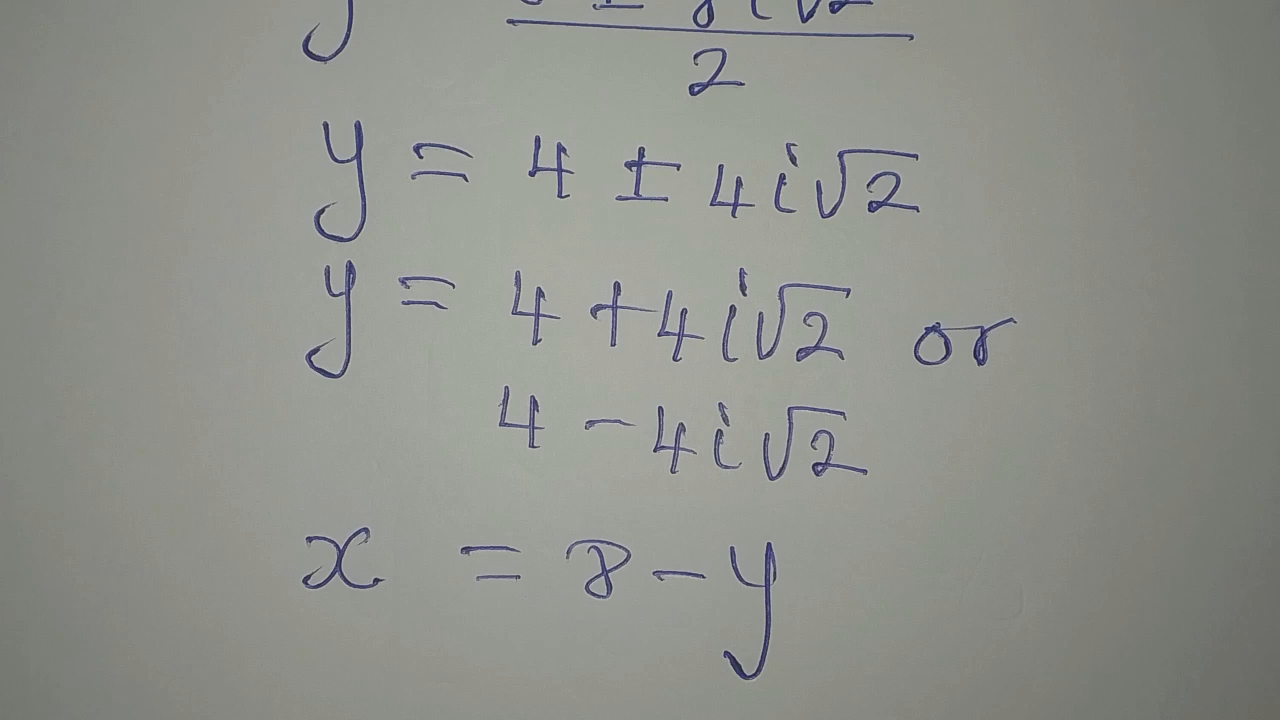 y
2
y = 4 ± 4i√2
y = 4 + 4i√2 or
4 - 4i√2
x = 8 - y